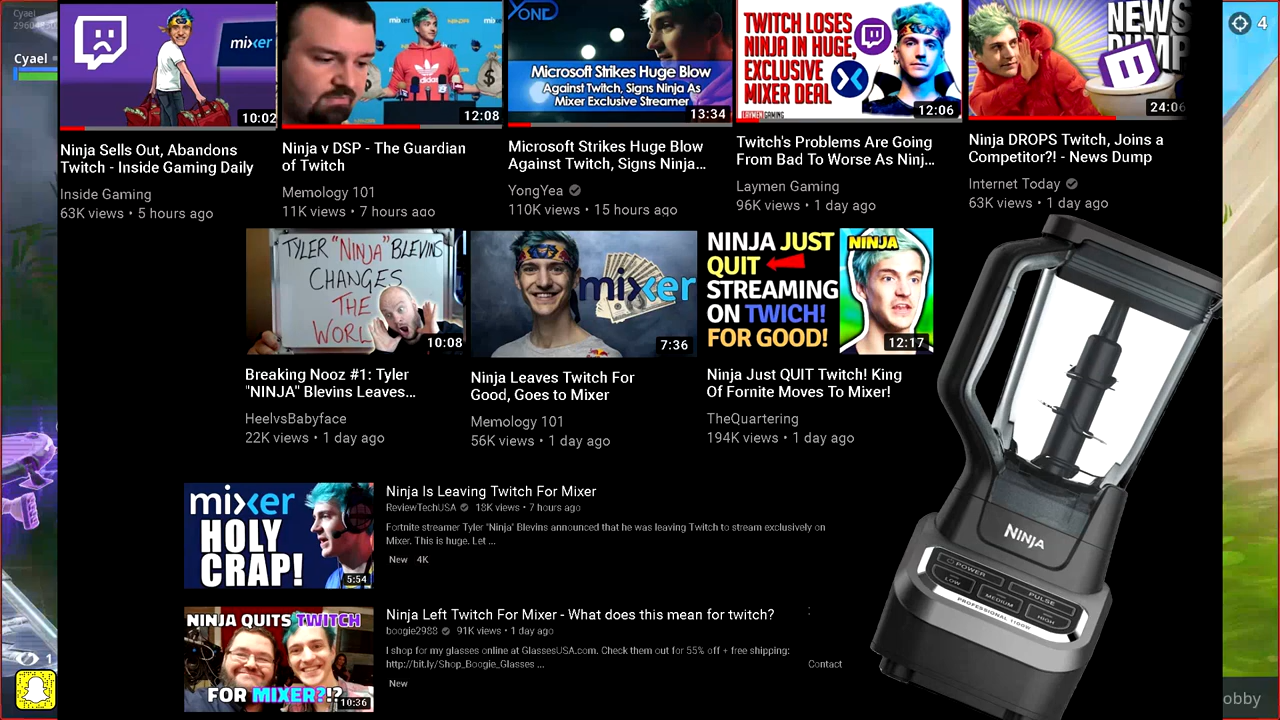 Cyael
Cyael
4
mixer
10:02
12:08
YONG
Microsoft Strikes Huge Blow
Against Twitch, Signs Ninja As
Mixer Exclusive Streamer
13:34
TWITCH LOSES
NINJA IN HUGE,
EXCLUSIVE
MIXER DEAL
LAYMEN GAMING
12:06
NEWS
DUMP
24:06
Ninja Sells Out, Abandons
Twitch - Inside Gaming Daily
Inside Gaming
63K views • 5 hours ago
Ninja v DSP - The Guardian
of Twitch
Memology 101
11K views • 7 hours ago
Microsoft Strikes Huge Blow
Against Twitch, Signs Ninja...
YongYea
110K views • 15 hours ago
Twitch's Problems Are Going
From Bad To Worse As Ninj...
Laymen Gaming
96K views • 1 day ago
Ninja DROPS Twitch, Joins a
Competitor?! - News Dump
Internet Today
63K views • 1 day ago
TYLER "NINJA" BLEVINS
CHANGES
THE
WORL
10:08
mixer
7:36
NINJA JUST
QUIT
STREAMING
ON TWICH!
FOR GOOD!
NINJA
12:17
Breaking Nooz #1: Tyler
"NINJA" Blevins Leaves...
HeelvsBabyface
22K views • 1 day ago
Ninja Leaves Twitch For
Good, Goes to Mixer
Memology 101
56K views • 1 day ago
Ninja Just QUIT Twitch! King
Of Fornite Moves To Mixer!
TheQuartering
194K views • 1 day ago
mixer
HOLY
CRAP!
5:54
Ninja Is Leaving Twitch For Mixer
ReviewTechUSA 18K views • 7 hours ago
Fortnite streamer Tyler "Ninja" Blevins announced that he was leaving Twitch to stream exclusively on
Mixer. This is huge. Let ...
New 4K
NINJA QUITS TWITCH
FOR MIXER?!?
10:36
Ninja Left Twitch For Mixer - What does this mean for twitch?
boogie2988 91K views • 1 day ago
I shop for my glasses online at GlassesUSA.com. Check them out for 55% off + free shipping:
http://bit.ly/Shop_Boogie_Glasses ...
New
Contact
NINJA
POWER
PULSE
LOW
MEDIUM
HIGH
PROFESSIONAL 1100W
1
obby